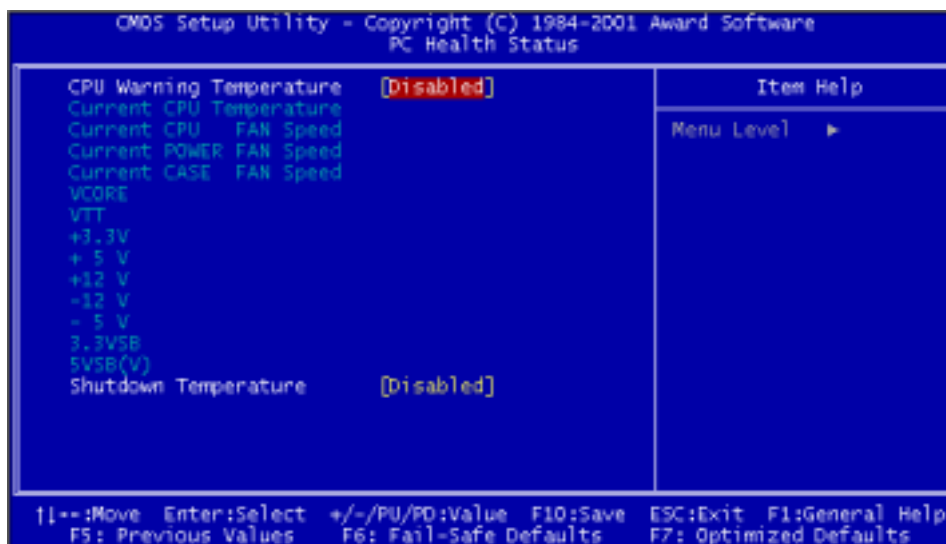 CMOS Setup Utility - Copyright (C) 1984-2001 Award Software
PC Health Status
CPU Warning Temperature [Disabled]
Current CPU Temperature
Current CPU FAN Speed
Current POWER FAN Speed
Current CASE FAN Speed
VCORE
VTT
+3.3V
+ 5 V
+12 V
-12 V
- 5 V
3.3VSB
5VSB(V)
Shutdown Temperature [Disabled]
Item Help
Menu Level ►
↑↓→←:Move Enter:Select +/-/PU/PD:Value F10:Save ESC:Exit F1:General Help
F5: Previous Values F6: Fail-Safe Defaults F7: Optimized Defaults